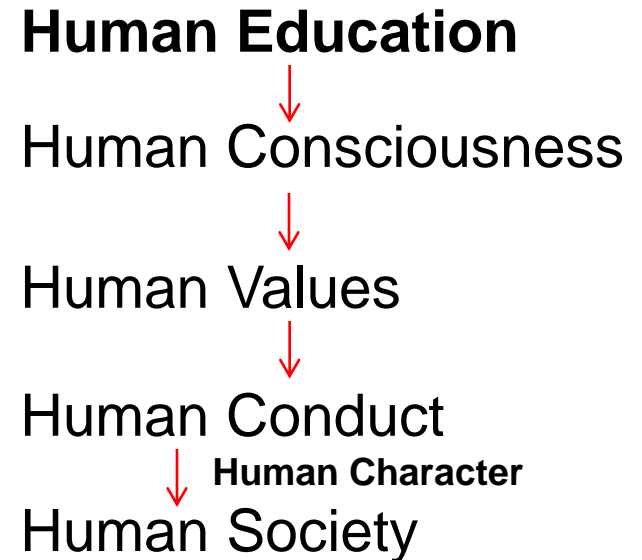 Human Education
Human Consciousness
Human Values
Human Conduct
Human Character
Human Society